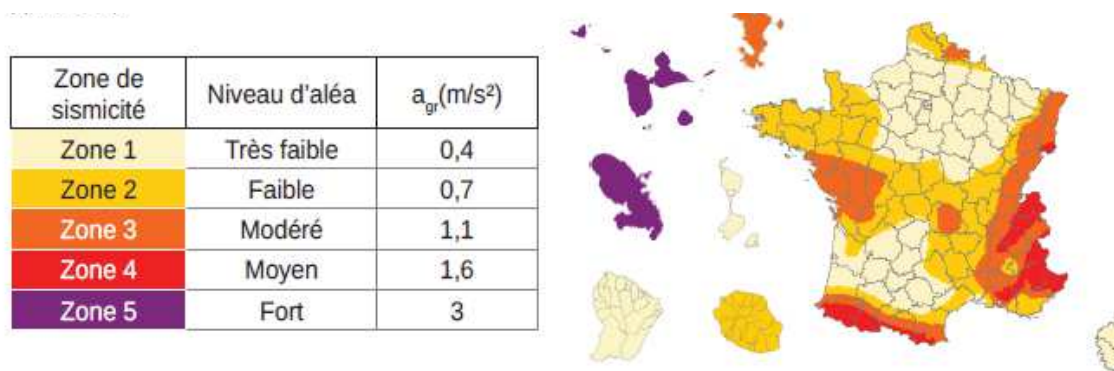 Zone de sismicité
Niveau d'aléa
agr(m/s²)
Zone 1 Très faible 0,4
Zone 2 Faible 0,7
Zone 3 Modéré 1,1
Zone 4 Moyen 1,6
Zone 5 Fort 3